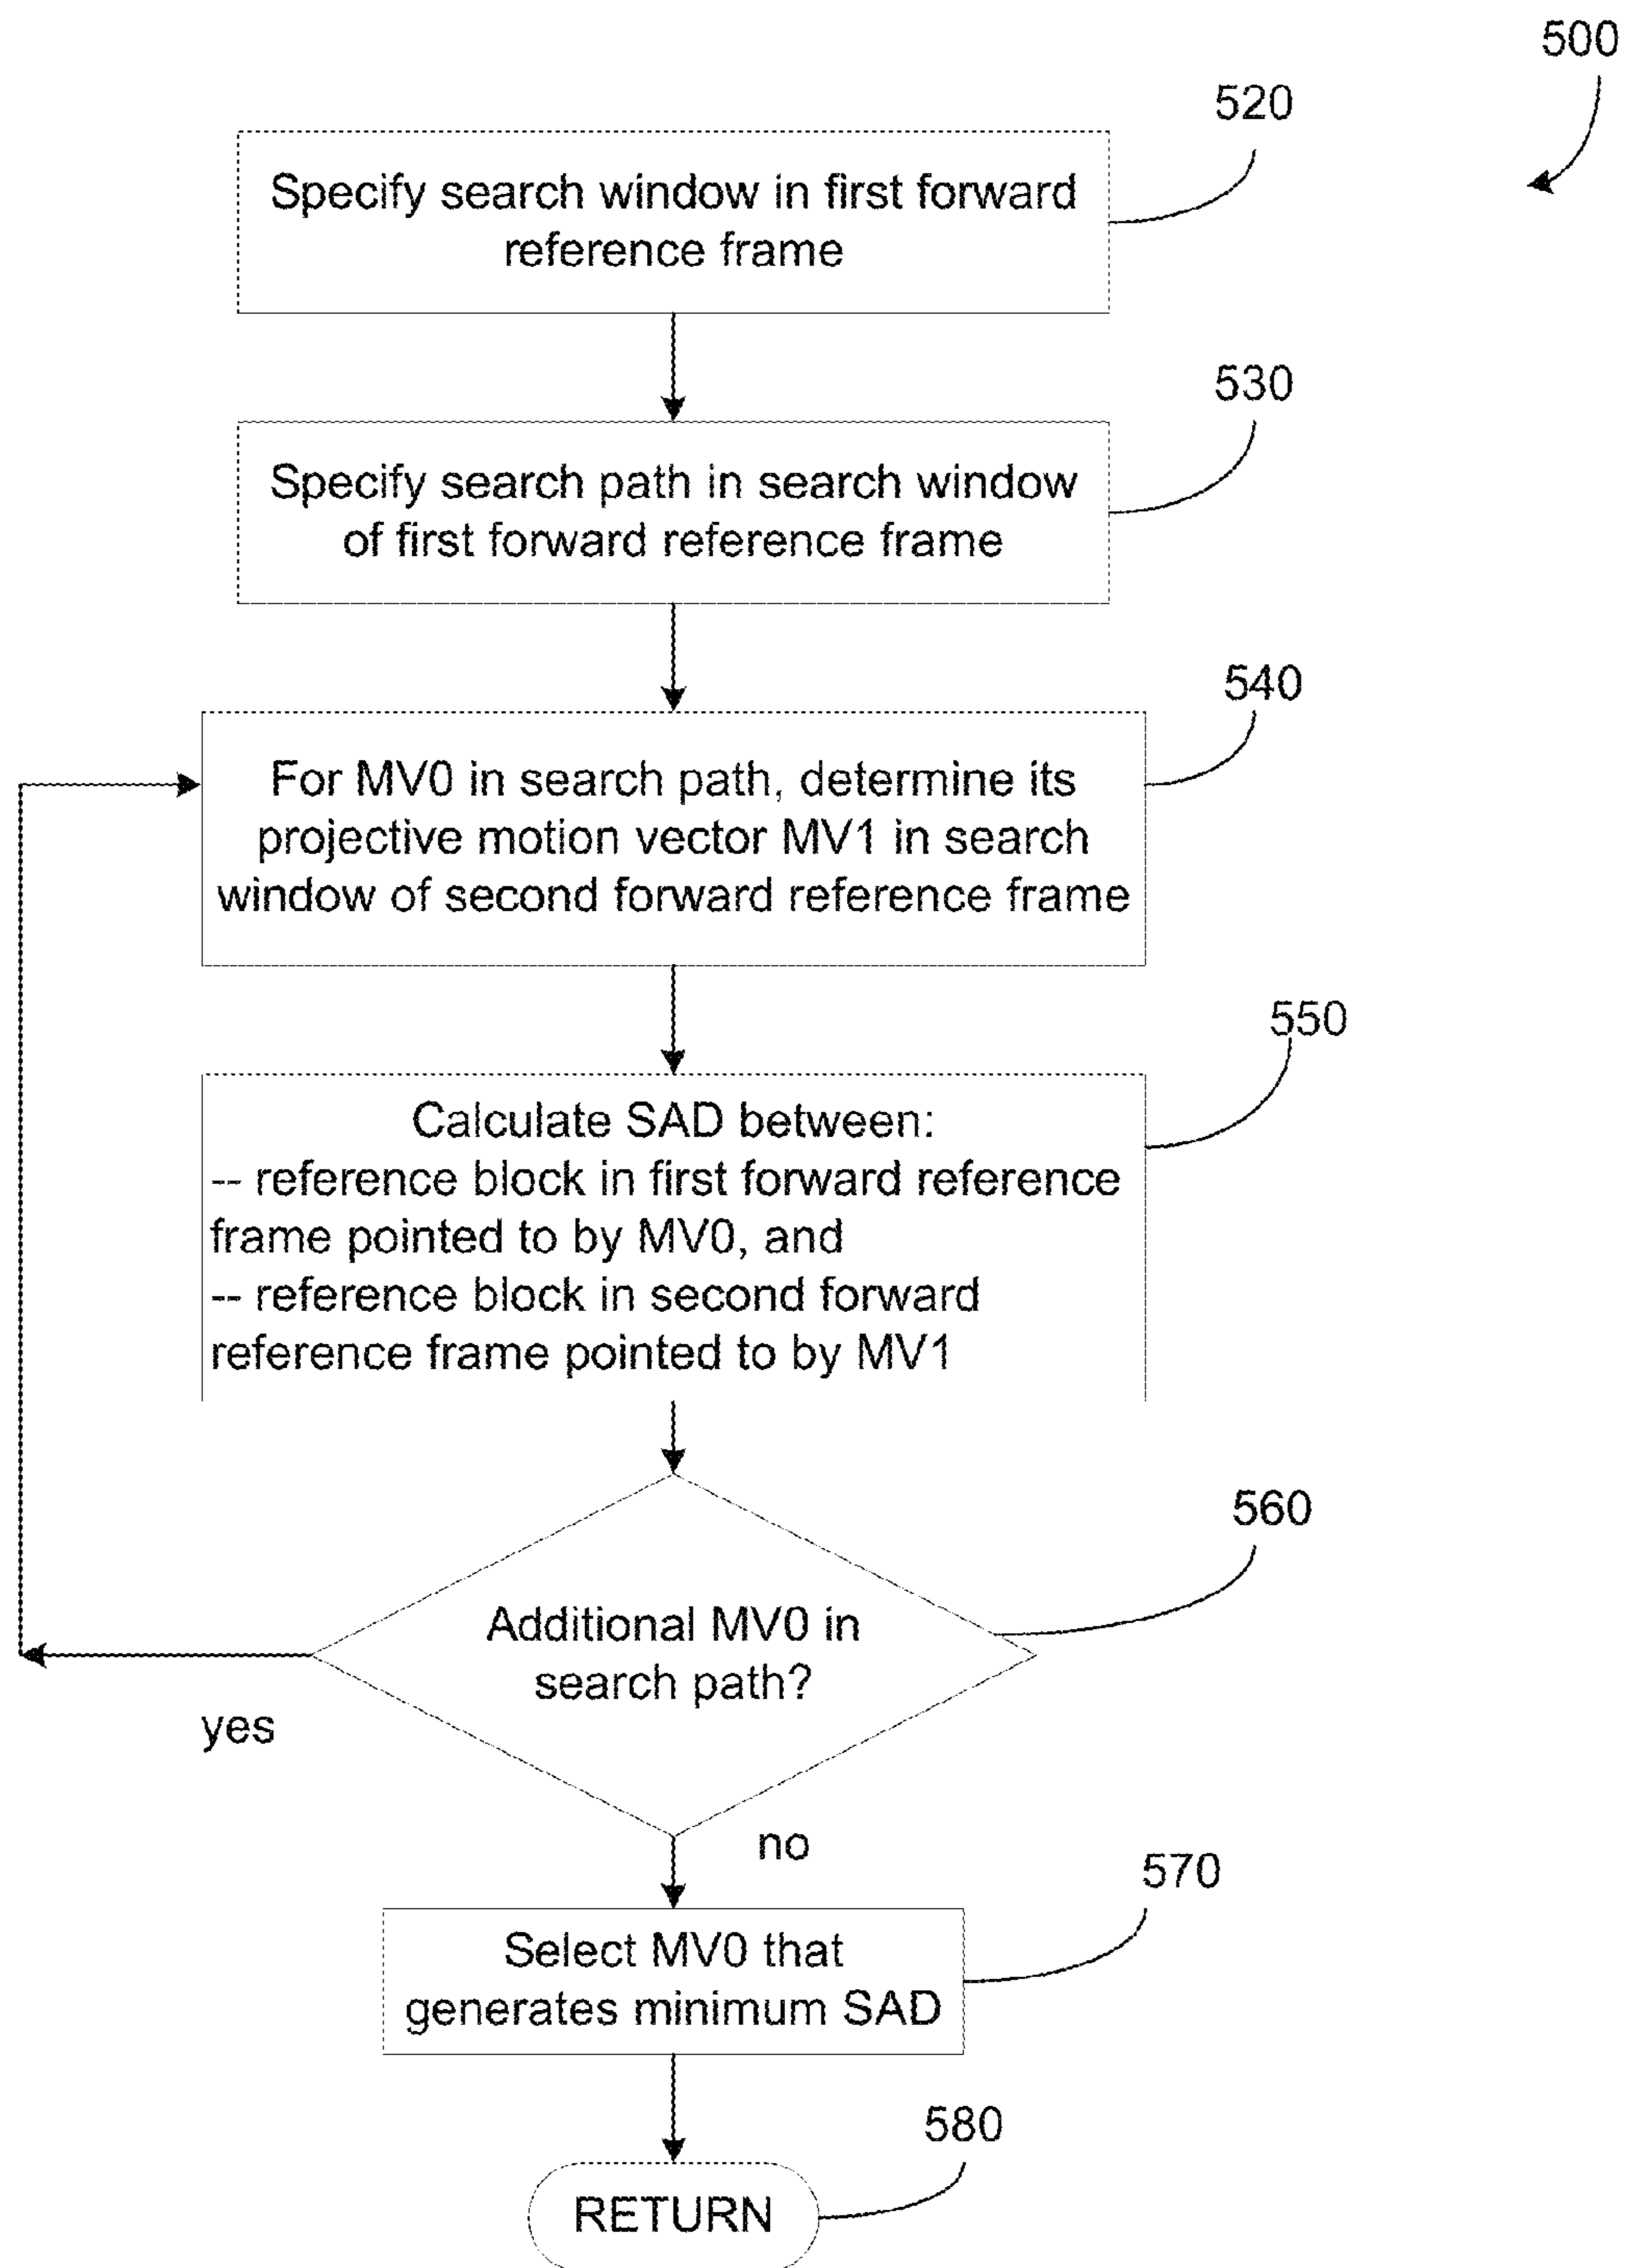 500
520
Specify search window in first forward
reference frame
530
Specify search path in search window
of first forward reference frame
540
For MV0 in search path, determine its
projective motion vector MV1 in search
window of second forward reference frame
550
Calculate SAD between:
-- reference block in first forward reference
frame pointed to by MV0, and
-- reference block in second forward
reference frame pointed to by MV1
560
Additional MV0 in
search path?
yes
no
570
Select MV0 that
generates minimum SAD
580
RETURN